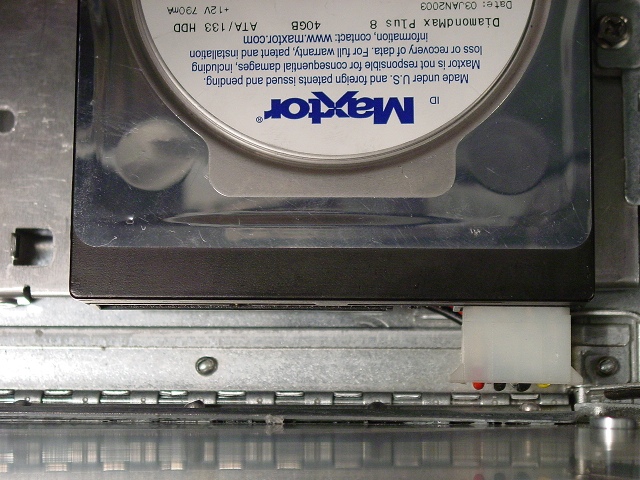 ID
Maxtor®
Made under U.S. and foreign patents issued and pending.
Maxtor is not responsible for consequential damages, including
loss or recovery of data. For full warranty, patent and installation
information, contact, www.maxtor.com
DiamondMax Plus 8 40GB ATA/133 HDD
Date: 03JAN2003 +12V 790mA